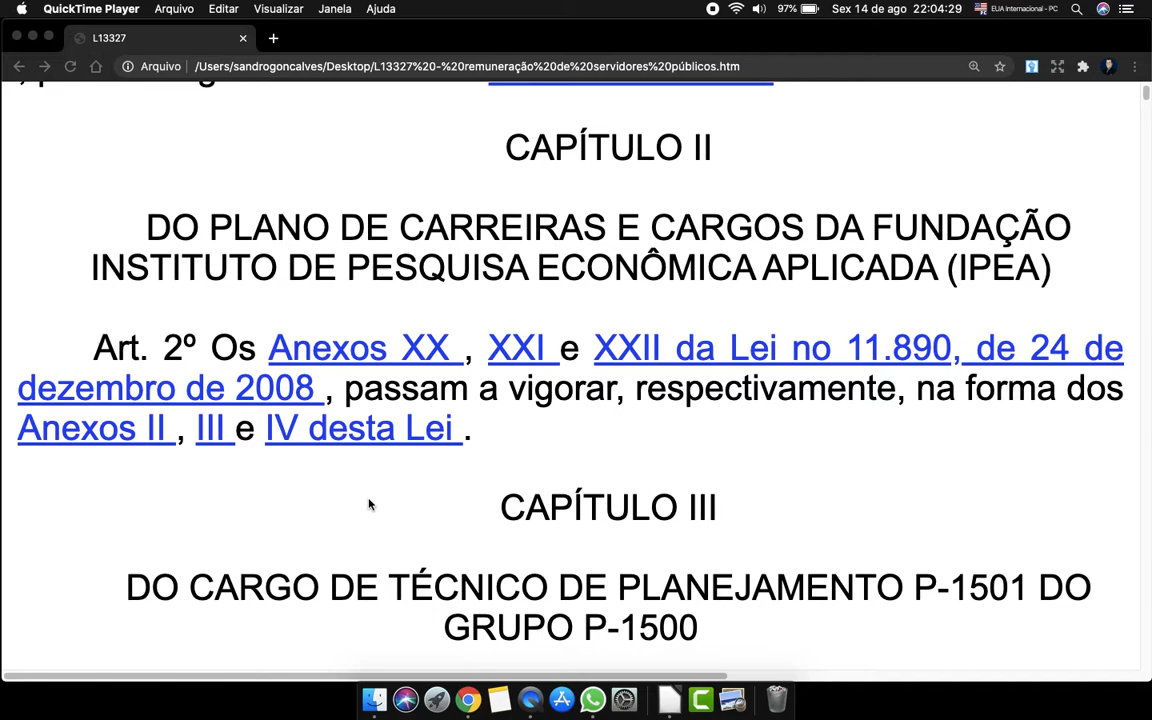 QuickTime Player Arquivo Editar Visualizar Janela Ajuda 97% Sex 14 de ago 22:04:29 EUA Internacional - PC
L13327
Arquivo /Users/sandrogoncalves/Desktop/L13327%20-%20remuneração%20de%20servidores%20públicos.htm
CAPÍTULO II
DO PLANO DE CARREIRAS E CARGOS DA FUNDAÇÃO
INSTITUTO DE PESQUISA ECONÔMICA APLICADA (IPEA)
Art. 2º Os Anexos XX , XXI e XXII da Lei no 11.890, de 24 de
dezembro de 2008 , passam a vigorar, respectivamente, na forma dos
Anexos II , III e IV desta Lei .
CAPÍTULO III
DO CARGO DE TÉCNICO DE PLANEJAMENTO P-1501 DO
GRUPO P-1500